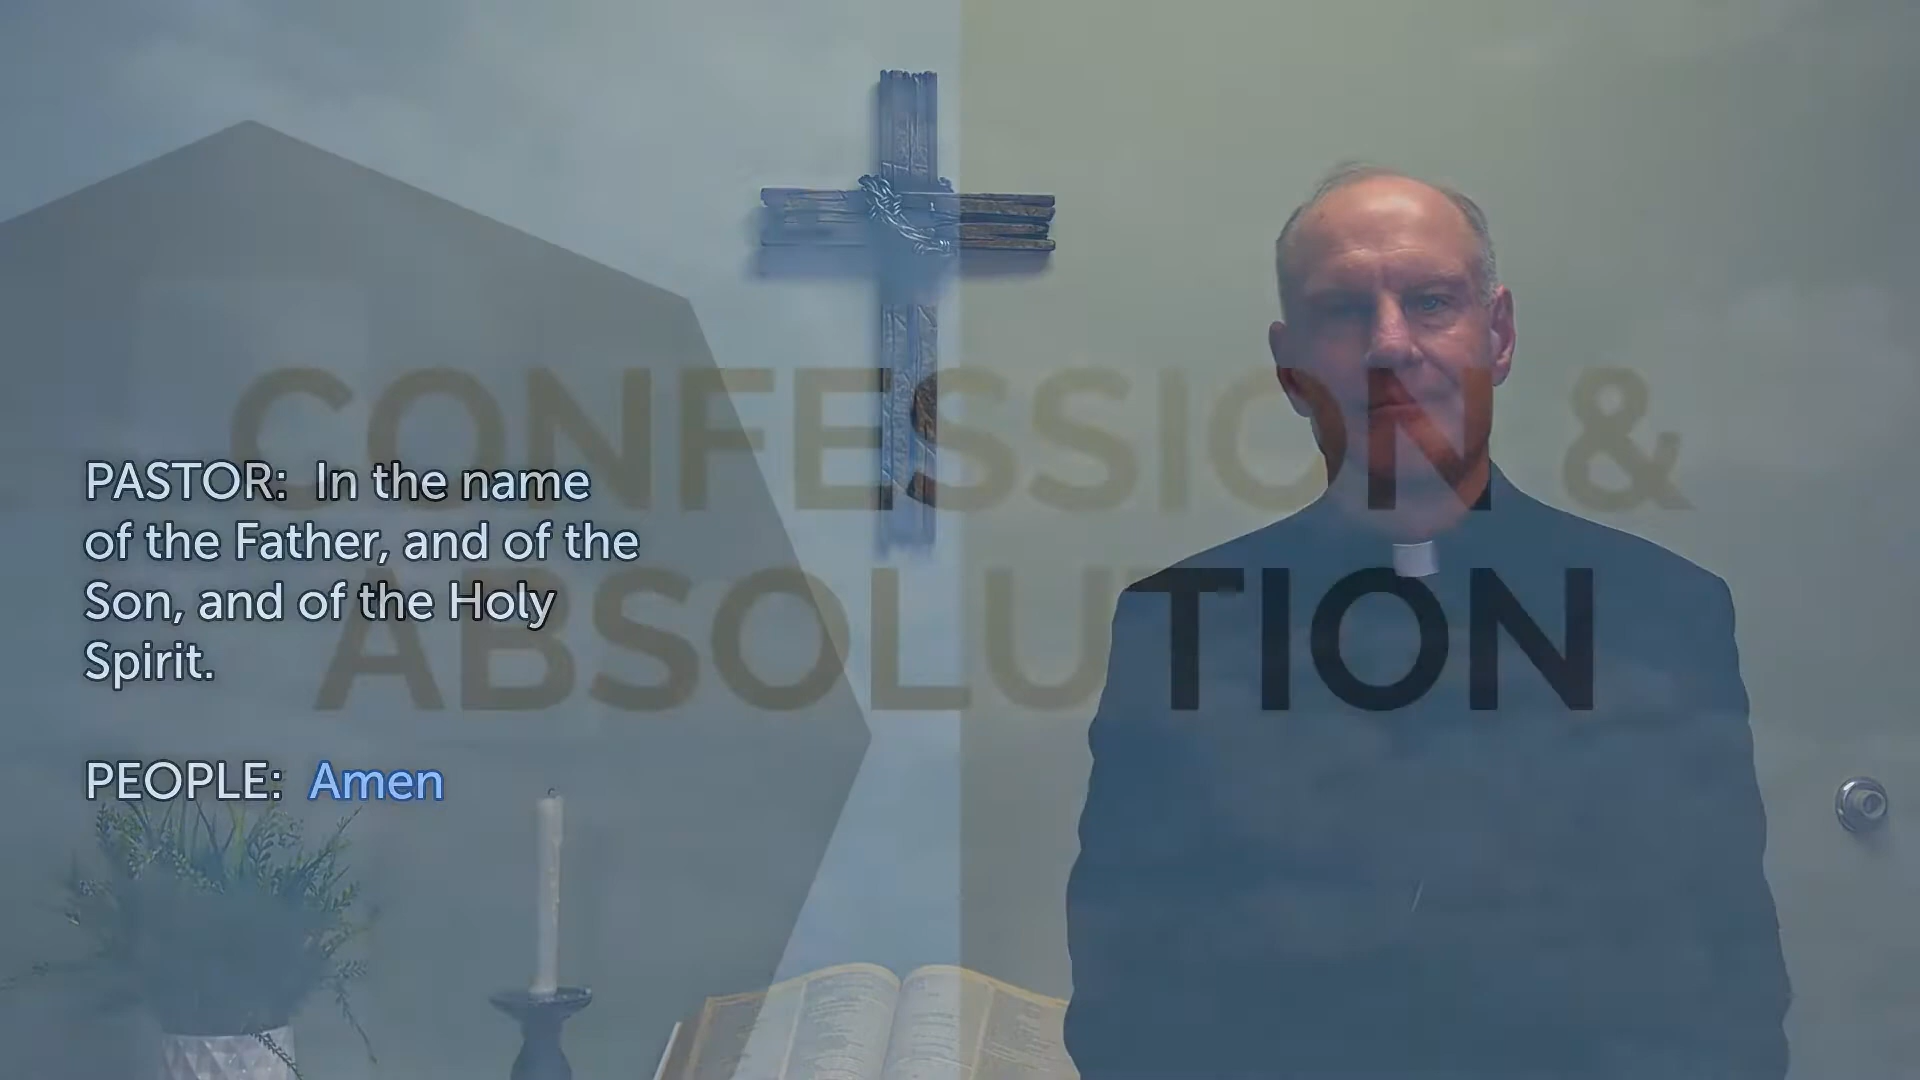 CONFESSION &
ABSOLUTION
PASTOR: In the name
of the Father, and of the
Son, and of the Holy
Spirit.
PEOPLE: Amen